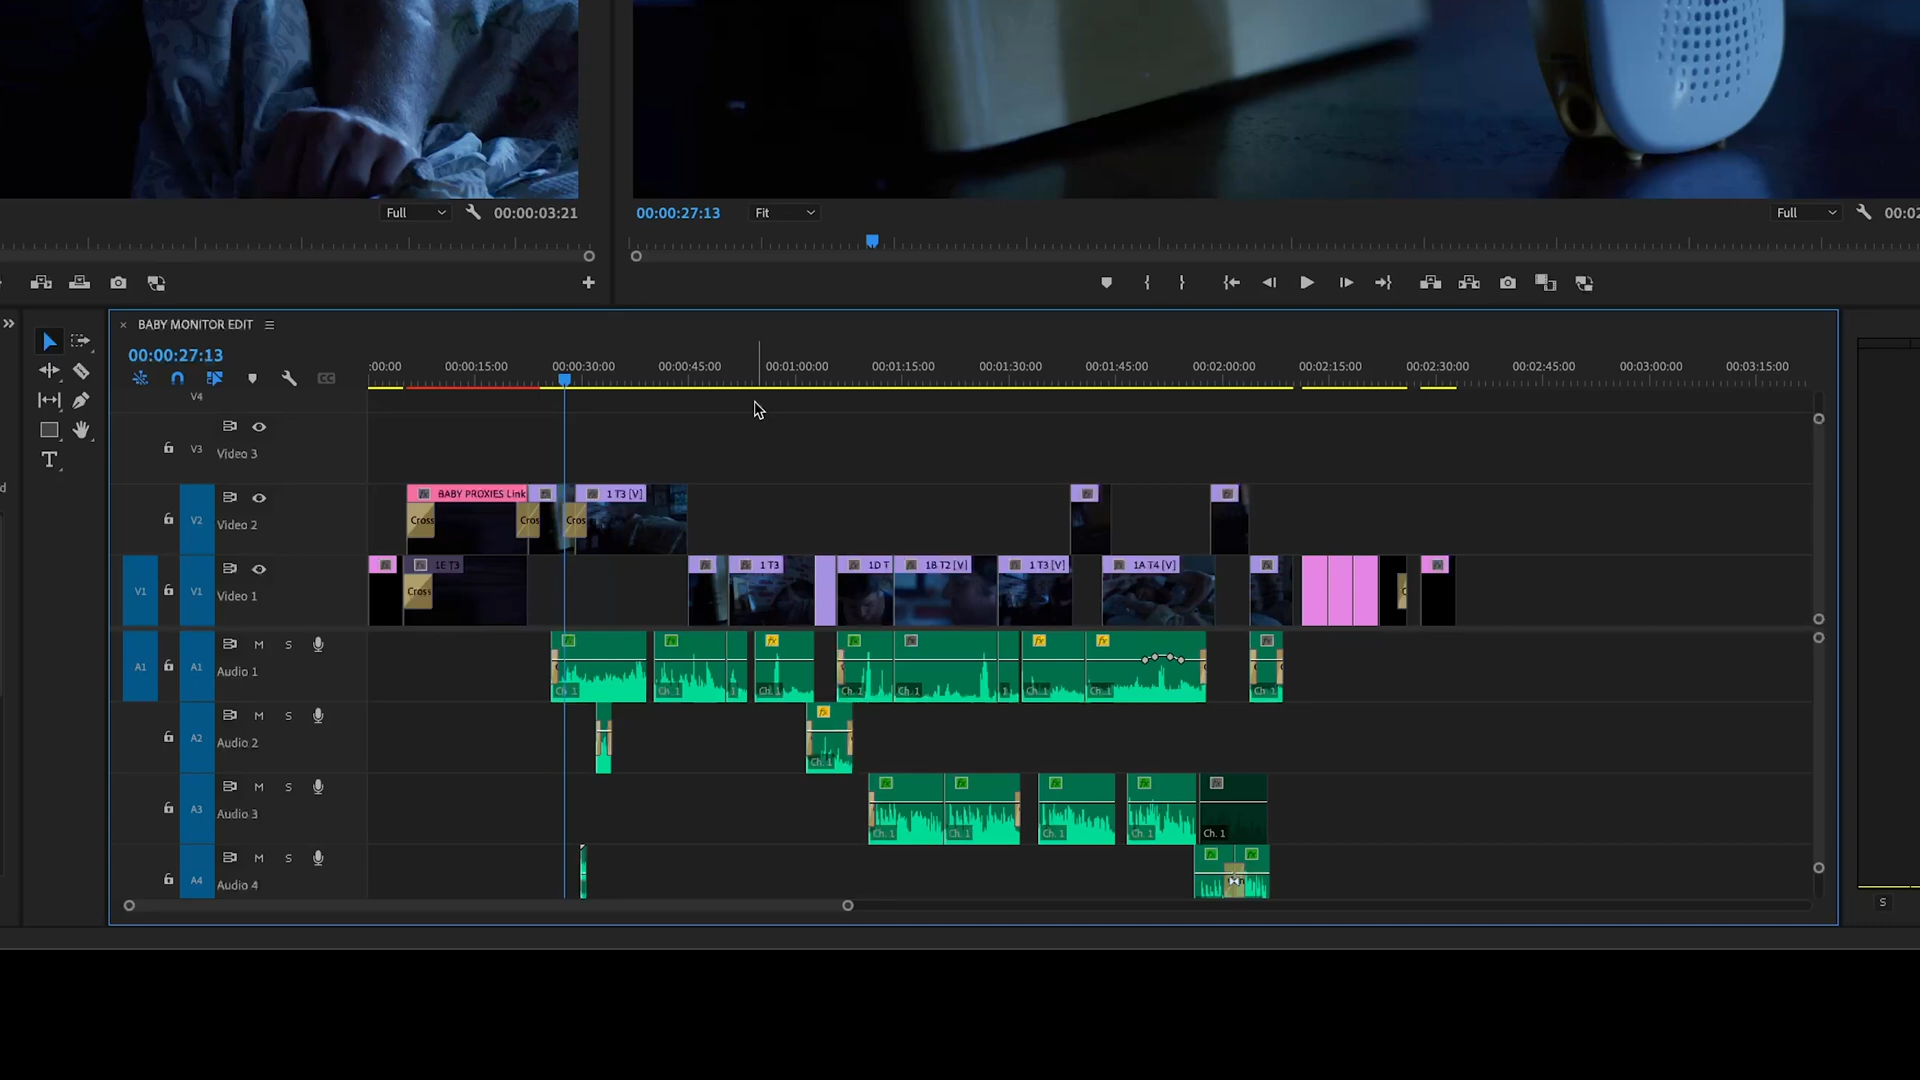 Full
00:00:03:21
00:00:27:13
Fit
Full
00:02
BABY MONITOR EDIT
00:00:27:13
:00:00
00:00:15:00
00:00:30:00
00:00:45:00
00:01:00:00
00:01:15:00
00:01:30:00
00:01:45:00
00:02:00:00
00:02:15:00
00:02:30:00
00:02:45:00
00:03:00:00
00:03:15:00
V4
V3
Video 3
V2
Video 2
BABY PROXIES Link
1 T3 [V]
Cross
Cros
Cros
V1
V1
Video 1
1E T3
Cross
1 T3
1D T
1B T2 [V]
1 T3 [V]
1A T4 [V]
A1
A1
M
S
Audio 1
Ch. 1
Ch. 1
Ch. 1
Ch. 1
Ch. 1
Ch. 1
Ch. 1
Ch. 1
A2
M
S
Audio 2
Ch. 1
A3
M
S
Audio 3
Ch. 1
Ch. 1
Ch. 1
Ch. 1
Ch. 1
A4
M
S
Audio 4
S